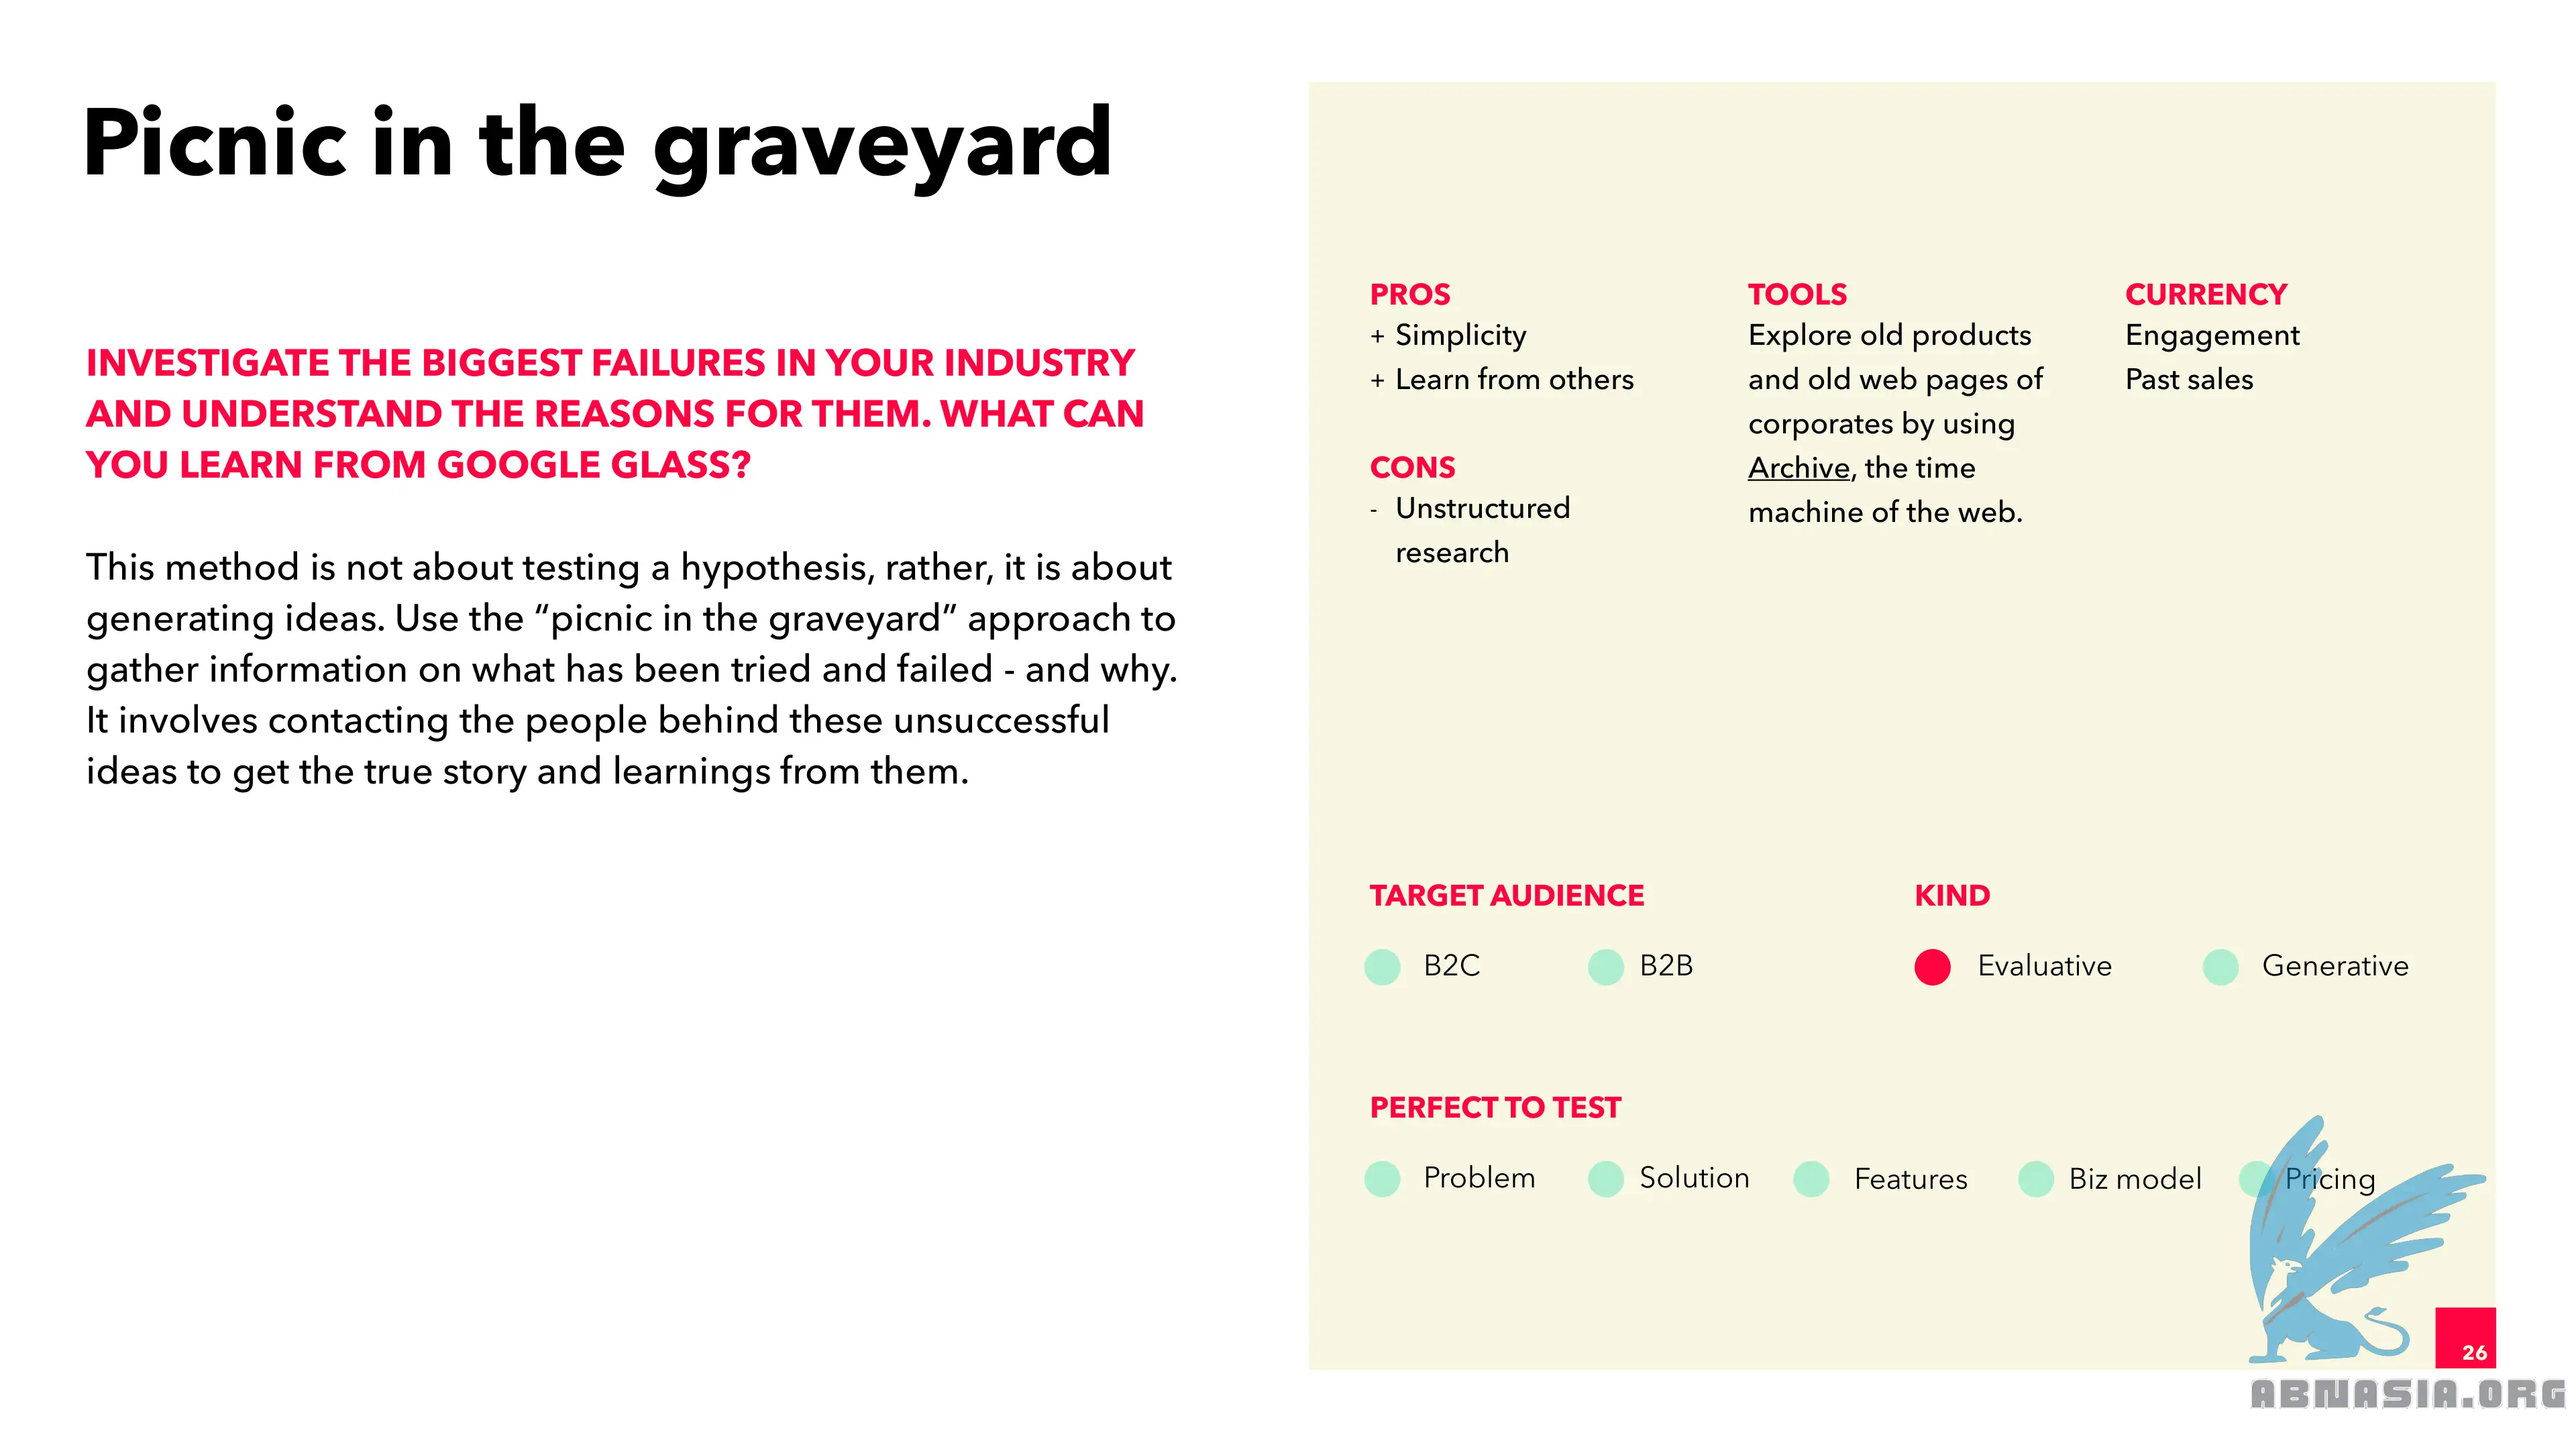 Picnic in the graveyard
INVESTIGATE THE BIGGEST FAILURES IN YOUR INDUSTRY
AND UNDERSTAND THE REASONS FOR THEM. WHAT CAN
YOU LEARN FROM GOOGLE GLASS?
This method is not about testing a hypothesis, rather, it is about
generating ideas. Use the “picnic in the graveyard” approach to
gather information on what has been tried and failed - and why.
It involves contacting the people behind these unsuccessful
ideas to get the true story and learnings from them.
PROS
+ Simplicity
+ Learn from others
CONS
- Unstructured
research
TOOLS
Explore old products
and old web pages of
corporates by using
Archive, the time
machine of the web.
CURRENCY
Engagement
Past sales
TARGET AUDIENCE
B2C
B2B
KIND
Evaluative
Generative
PERFECT TO TEST
Problem
Solution
Features
Biz model
Pricing
26
ABNASIA.ORG